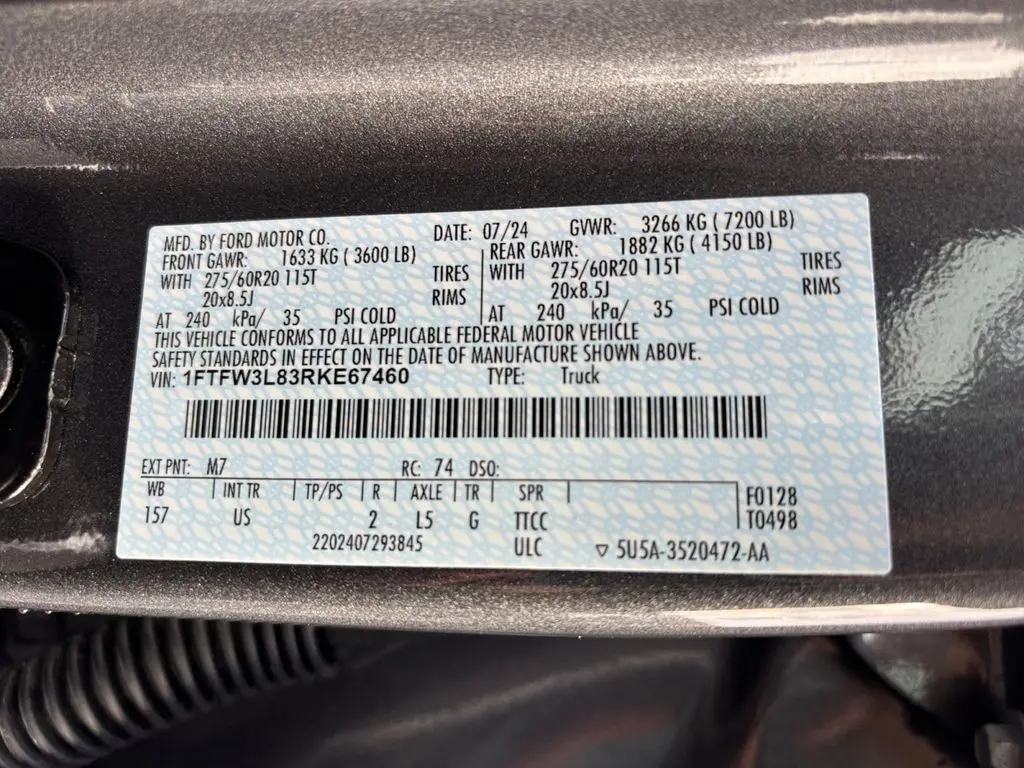 MFD. BY FORD MOTOR CO. DATE: 07/24 GVWR: 3266 KG ( 7200 LB)
FRONT GAWR: 1633 KG ( 3600 LB) REAR GAWR: 1882 KG ( 4150 LB)
WITH 275/60R20 115T TIRES WITH 275/60R20 115T TIRES
20x8.5J RIMS 20x8.5J RIMS
AT 240 kPa/ 35 PSI COLD AT 240 kPa/ 35 PSI COLD
THIS VEHICLE CONFORMS TO ALL APPLICABLE FEDERAL MOTOR VEHICLE
SAFETY STANDARDS IN EFFECT ON THE DATE OF MANUFACTURE SHOWN ABOVE.
VIN: 1FTFW3L83RKE67460 TYPE: Truck
EXT PNT: M7 RC: 74 DSO:
WB INT TR TP/PS R AXLE TR SPR F0128
157 US 2 L5 G TTCC T0498
2202407293845 ULC ▽ 5U5A-3520472-AA